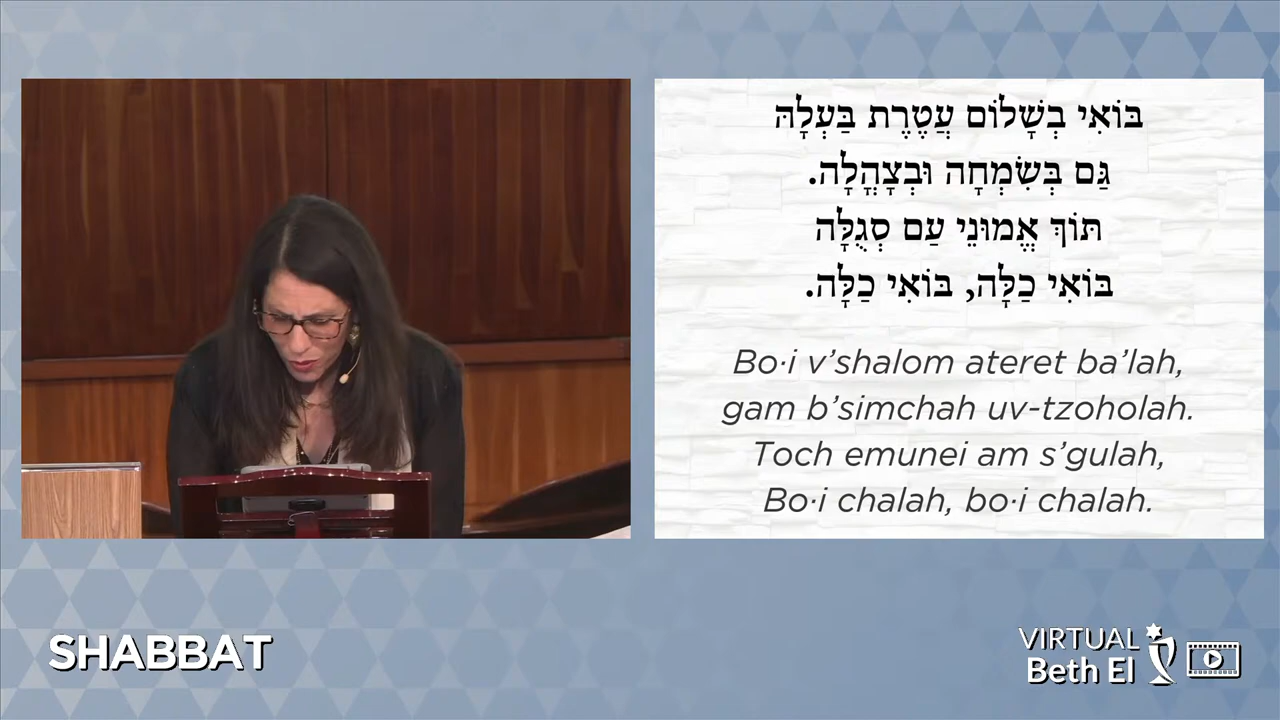 בּוֹאִי בְשָׁלוֹם עֲטֶרֶת בַּעְלָהּ
גַּם בְּשִׂמְחָה וּבְצָהֳלָה.
תּוֹךְ אֱמוּנֵי עַם סְגֻלָּה
בּוֹאִי כַלָּה, בּוֹאִי כַלָּה.
Bo·i v’shalom ateret ba’lah,
gam b’simchah uv-tzoholah.
Toch emunei am s’gulah,
Bo·i chalah, bo·i chalah.
SHABBAT
VIRTUAL
Beth El